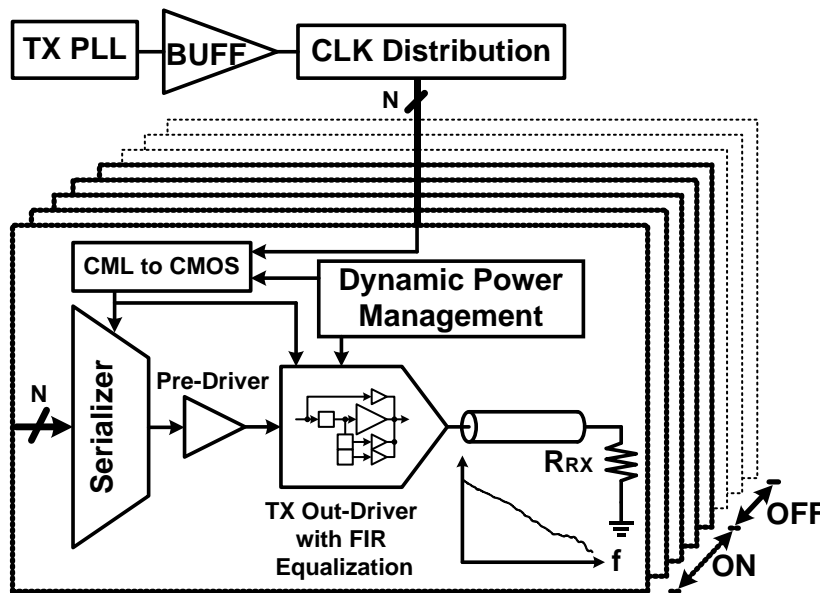 TX PLL
BUFF
CLK Distribution
N
CML to CMOS
Dynamic Power
Management
N
Serializer
Pre-Driver
TX Out-Driver
with FIR
Equalization
RRX
f
OFF
ON